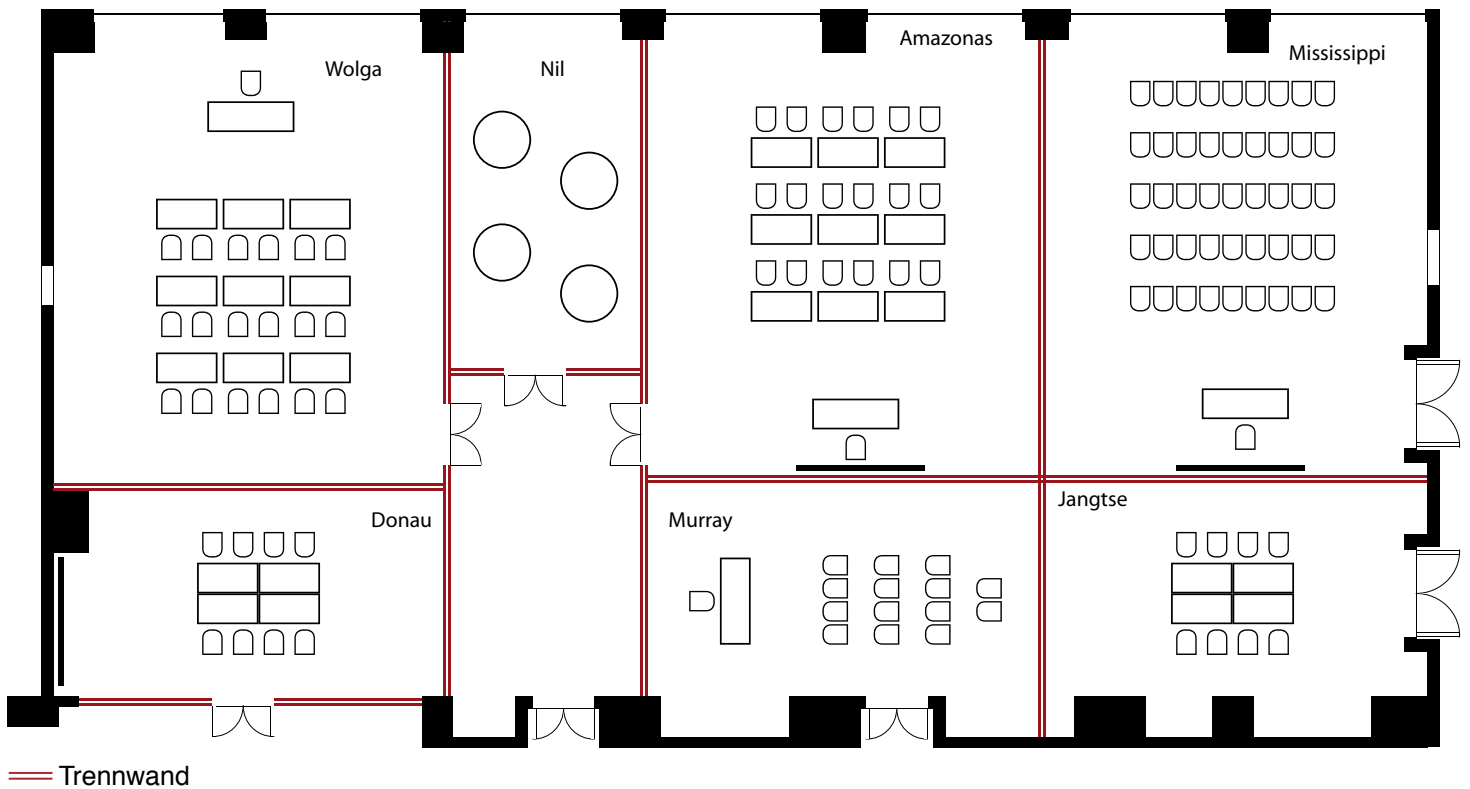 Wolga
Nil
Amazonas
Mississippi
Donau
Murray
Jangtse
Trennwand